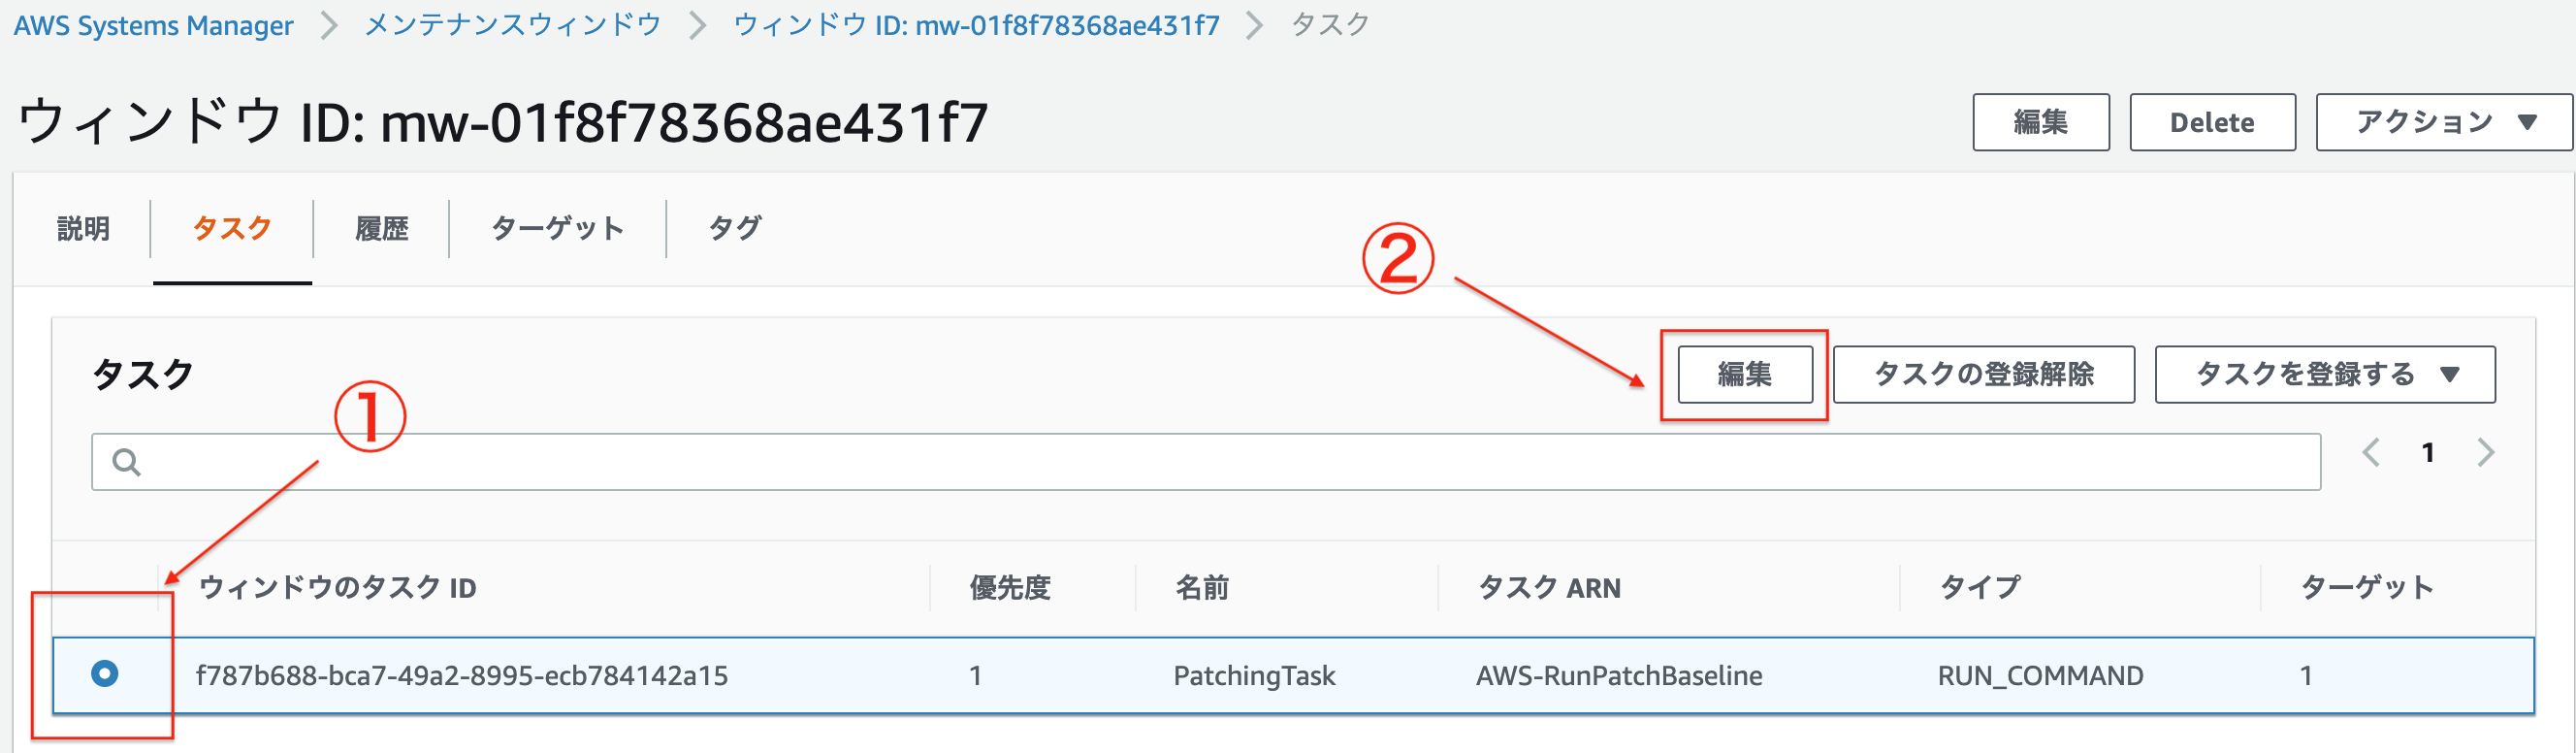 AWS Systems Manager > メンテナンスウィンドウ > ウィンドウ ID: mw-01f8f78368ae431f7 > タスク
ウィンドウ ID: mw-01f8f78368ae431f7
編集 Delete アクション ▼
説明 タスク 履歴 ターゲット タグ
②
タスク
編集 タスクの登録解除 タスクを登録する ▼
①
< 1 >
ウィンドウのタスク ID 優先度 名前 タスク ARN タイプ ターゲット
f787b688-bca7-49a2-8995-ecb784142a15 1 PatchingTask AWS-RunPatchBaseline RUN_COMMAND 1